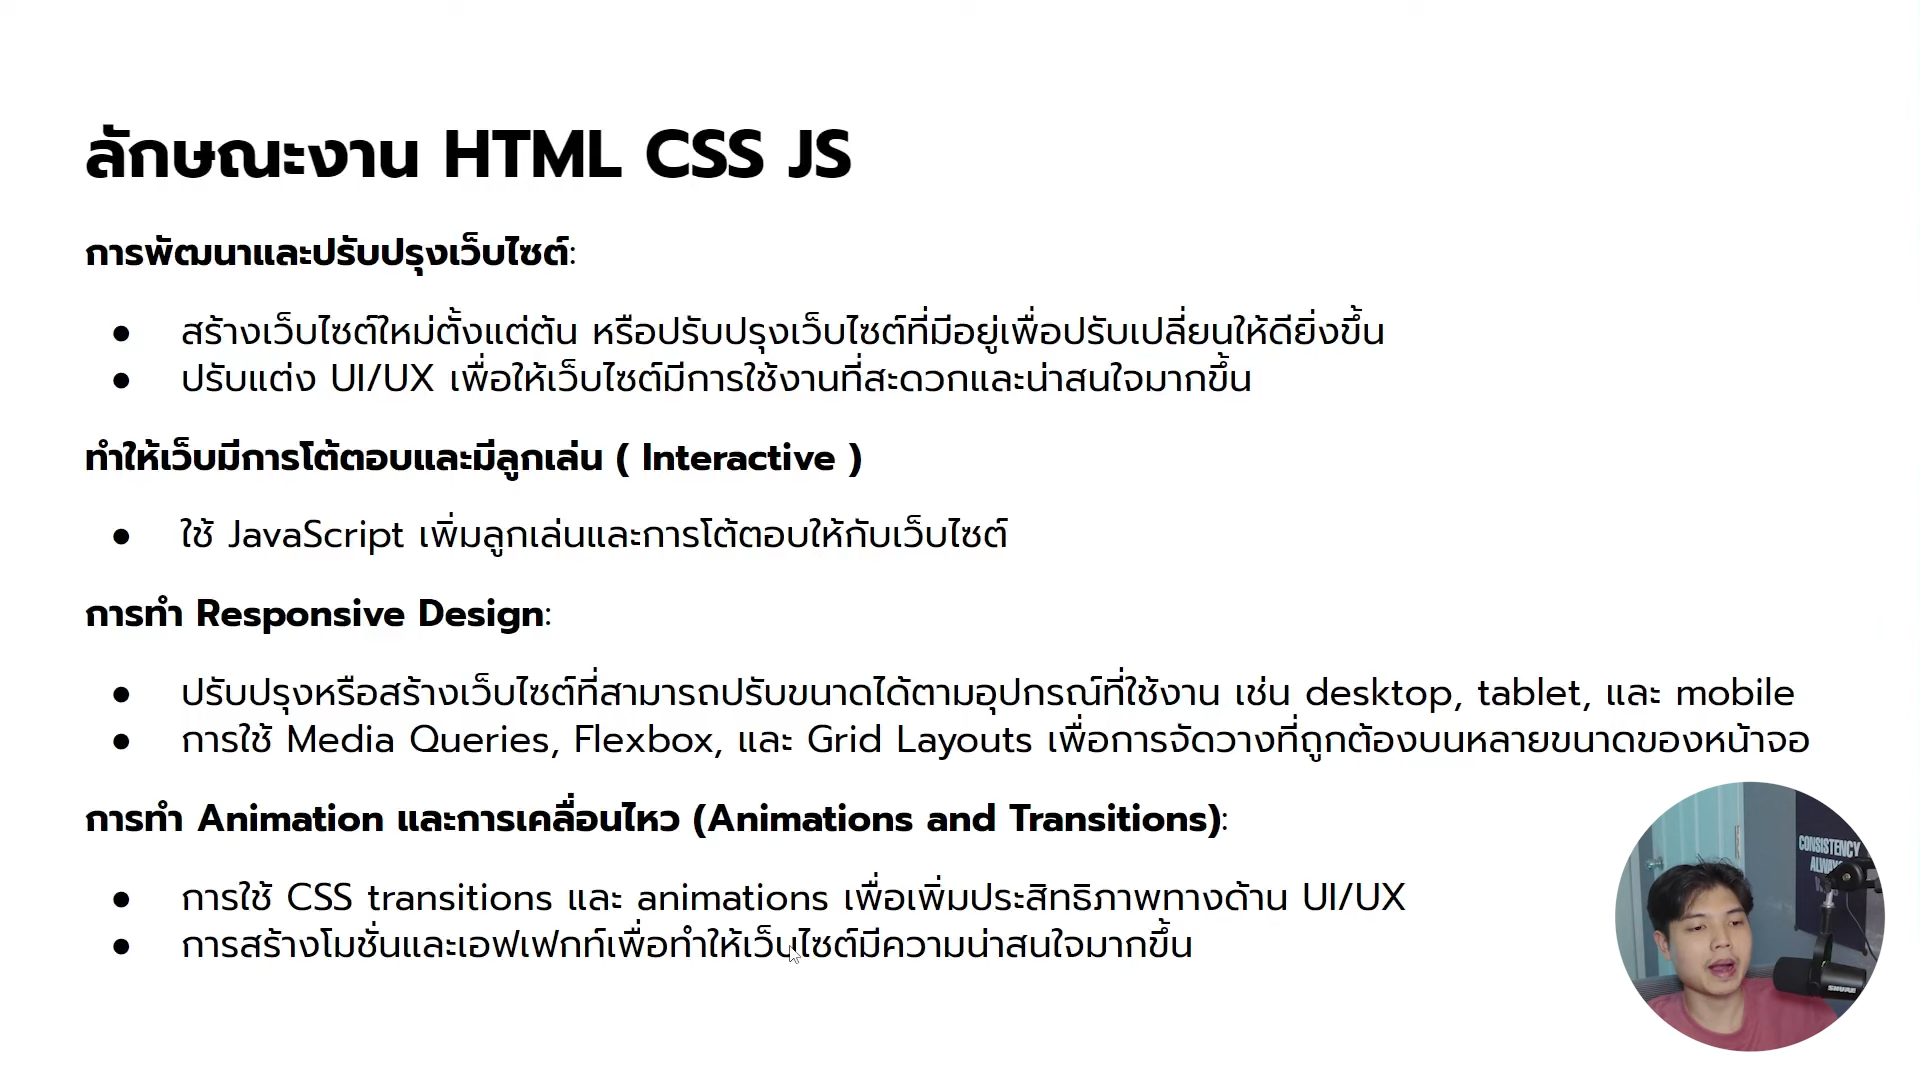 ลักษณะงาน HTML CSS JS
การพัฒนาและปรับปรุงเว็บไซต์:
● สร้างเว็บไซต์ใหม่ตั้งแต่ต้น หรือปรับปรุงเว็บไซต์ที่มีอยู่เพื่อปรับเปลี่ยนให้ดียิ่งขึ้น
● ปรับแต่ง UI/UX เพื่อให้เว็บไซต์มีการใช้งานที่สะดวกและน่าสนใจมากขึ้น
ทำให้เว็บมีการโต้ตอบและมีลูกเล่น ( Interactive )
● ใช้ JavaScript เพิ่มลูกเล่นและการโต้ตอบให้กับเว็บไซต์
การทำ Responsive Design:
● ปรับปรุงหรือสร้างเว็บไซต์ที่สามารถปรับขนาดได้ตามอุปกรณ์ที่ใช้งาน เช่น desktop, tablet, และ mobile
● การใช้ Media Queries, Flexbox, และ Grid Layouts เพื่อการจัดวางที่ถูกต้องบนหลายขนาดของหน้าจอ
การทำ Animation และการเคลื่อนไหว (Animations and Transitions):
● การใช้ CSS transitions และ animations เพื่อเพิ่มประสิทธิภาพทางด้าน UI/UX
● การสร้างโมชั่นและเอฟเฟกท์เพื่อทำให้เว็บไซต์มีความน่าสนใจมากขึ้น
CONSISTENCY
SHURE